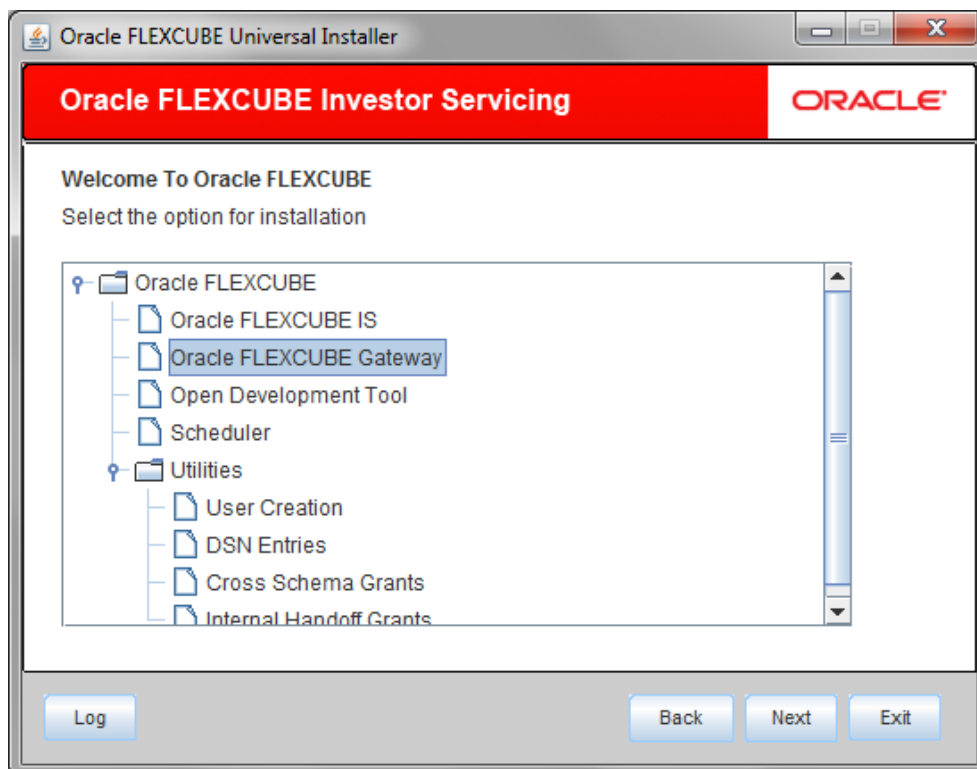 Oracle FLEXCUBE Universal Installer
Oracle FLEXCUBE Investor Servicing
ORACLE
Welcome To Oracle FLEXCUBE
Select the option for installation
Oracle FLEXCUBE
Oracle FLEXCUBE IS
Oracle FLEXCUBE Gateway
Open Development Tool
Scheduler
Utilities
User Creation
DSN Entries
Cross Schema Grants
Internal Handoff Grants
Log Back Next Exit